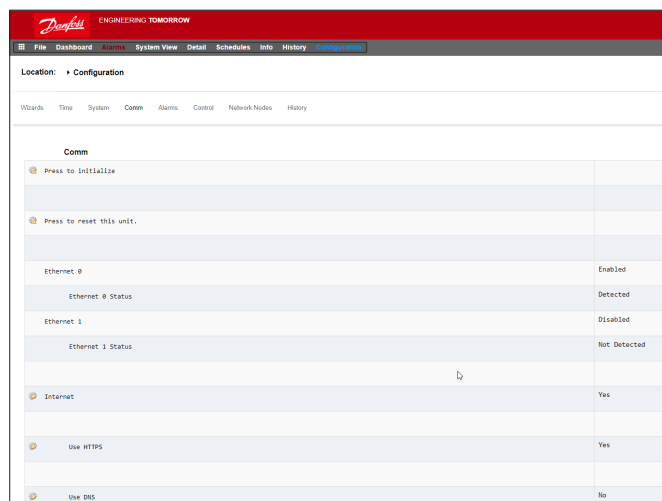 Danfoss ENGINEERING TOMORROW
File Dashboard Alarms System View Detail Schedules Info History Configuration
Location: Configuration
Wizards Time System Comm Alarms Control Network Nodes History
Comm
Press to initialize
Press to reset this unit.
Ethernet 0 Enabled
Ethernet 0 Status Detected
Ethernet 1 Disabled
Ethernet 1 Status Not Detected
Internet Yes
Use HTTPS Yes
Use DNS No